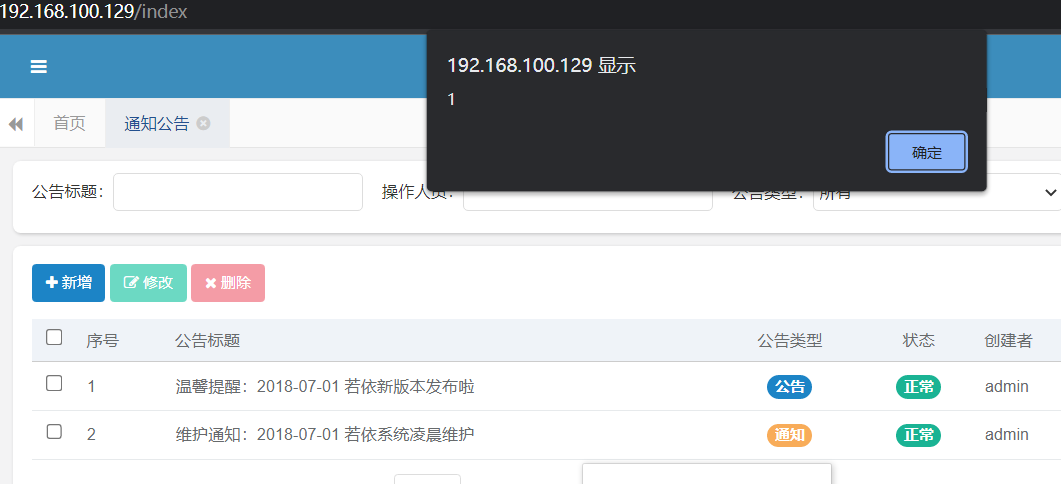 192.168.100.129/index
192.168.100.129 显示
1
确定
首页 通知公告
公告标题: 操作人员: 公告类型: 所有
新增 修改 删除
序号 公告标题 公告类型 状态 创建者
1 温馨提醒：2018-07-01 若依新版本发布啦 公告 正常 admin
2 维护通知：2018-07-01 若依系统凌晨维护 通知 正常 admin